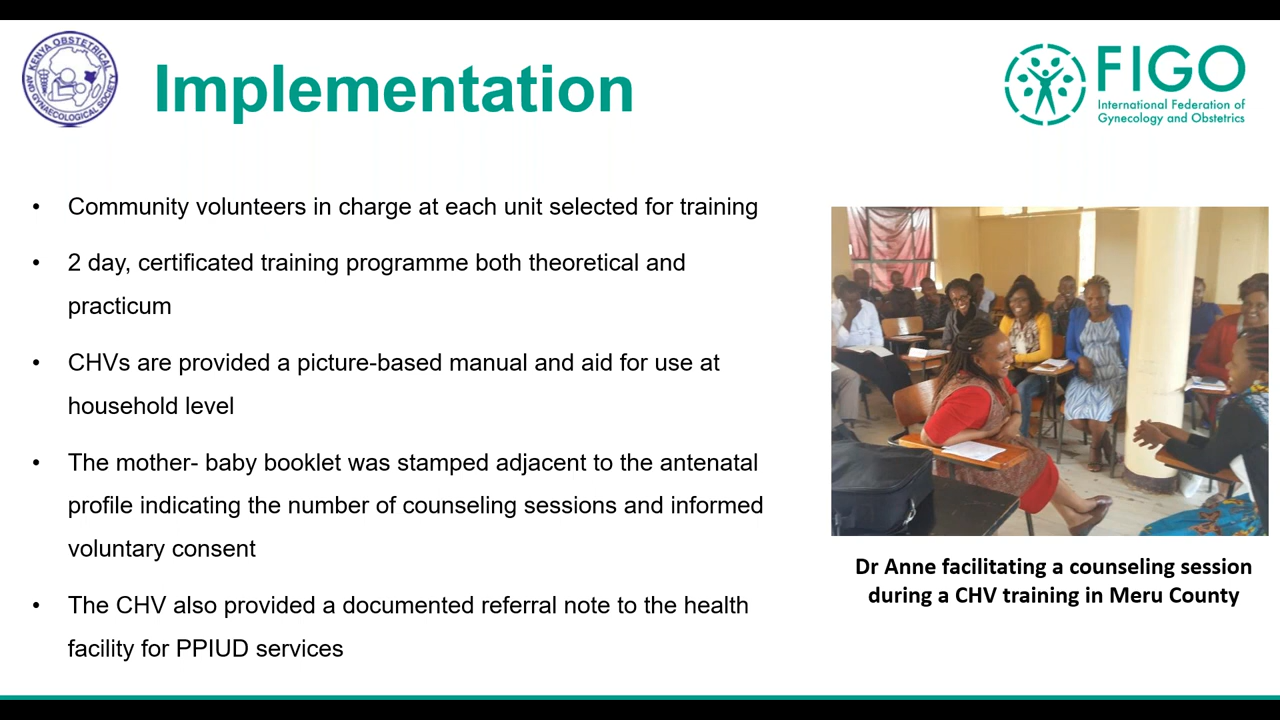 KENYA OBSTETRICAL
AND GYNAECOLOGICAL SOCIETY
Implementation
FIGO
International Federation of
Gynecology and Obstetrics
• Community volunteers in charge at each unit selected for training
• 2 day, certificated training programme both theoretical and
practicum
• CHVs are provided a picture-based manual and aid for use at
household level
• The mother- baby booklet was stamped adjacent to the antenatal
profile indicating the number of counseling sessions and informed
voluntary consent
• The CHV also provided a documented referral note to the health
facility for PPIUD services
Dr Anne facilitating a counseling session
during a CHV training in Meru County